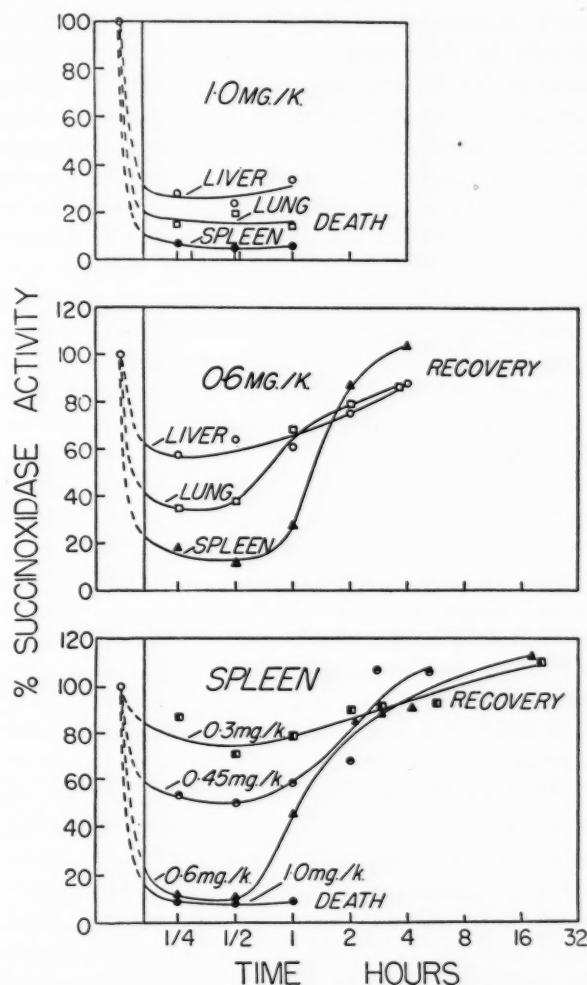 % SUCCINOXIDASE ACTIVITY
100
80
60
40
20
0
1·0 MG./K.
LIVER
LUNG
DEATH
SPLEEN
120
100
80
60
40
20
0
0·6 MG./K.
RECOVERY
LIVER
LUNG
SPLEEN
120
100
80
60
40
20
0
SPLEEN
RECOVERY
0·3mg/k.
0·45mg/k.
0·6mg/k.
1·0mg./k.
DEATH
1/4 1/2 1 2 4 8 16 32
TIME HOURS